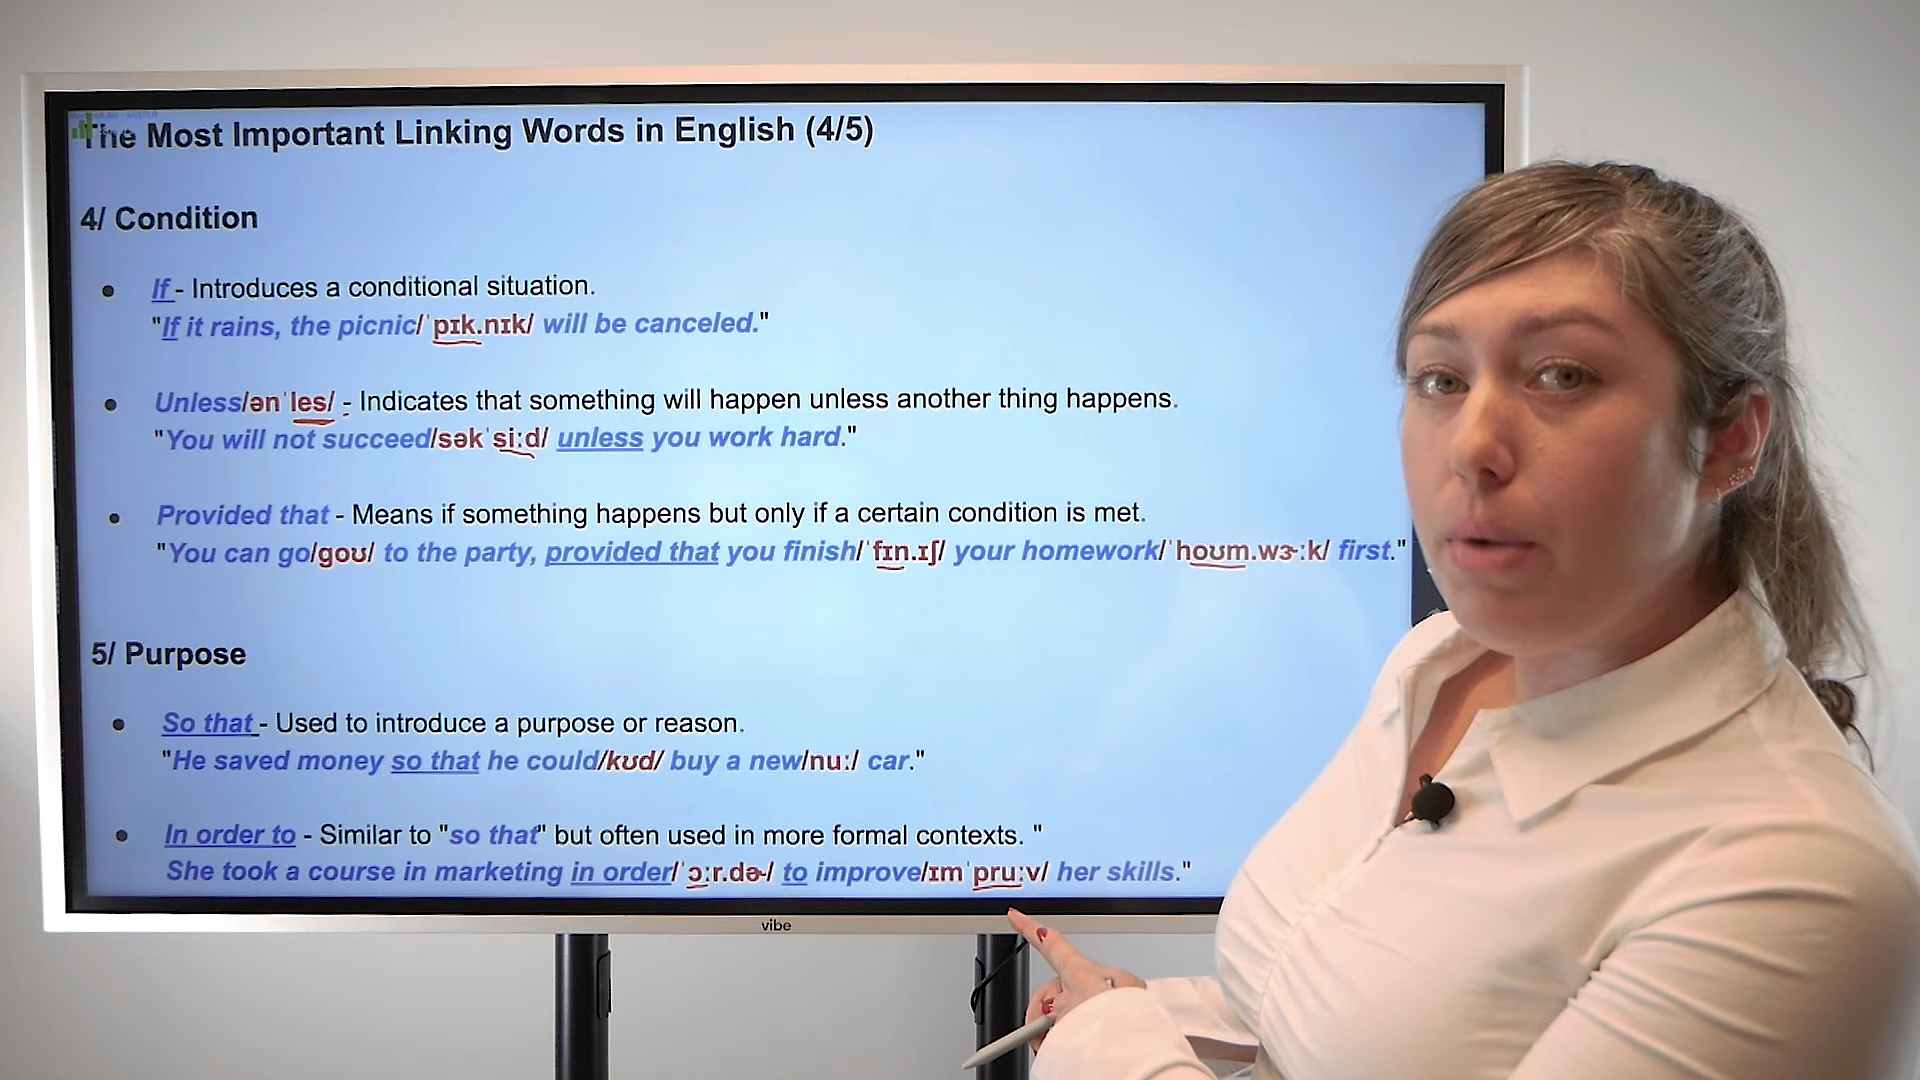 The Most Important Linking Words in English (4/5)
4/ Condition
• If - Introduces a conditional situation.
"If it rains, the picnic/ˈpɪk.nɪk/ will be canceled."
• Unless/ənˈles/ - Indicates that something will happen unless another thing happens.
"You will not succeed/səkˈsiːd/ unless you work hard."
• Provided that - Means if something happens but only if a certain condition is met.
"You can go/goʊ/ to the party, provided that you finish/ˈfɪn.ɪʃ/ your homework/ˈhoʊm.wɝːk/ first."
5/ Purpose
• So that - Used to introduce a purpose or reason.
"He saved money so that he could/kʊd/ buy a new/nuː/ car."
• In order to - Similar to "so that" but often used in more formal contexts. "
She took a course in marketing in order/ˈɔːr.dɚ/ to improve/ɪmˈpruːv/ her skills."
vibe